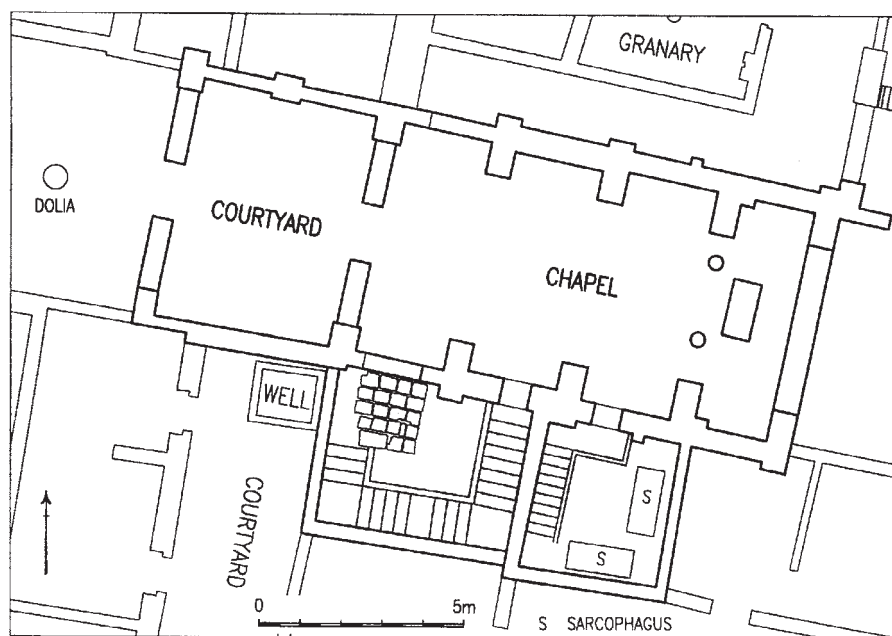 GRANARY
DOLIA
COURTYARD
CHAPEL
WELL
COURTYARD
S
S
0 5m
S SARCOPHAGUS